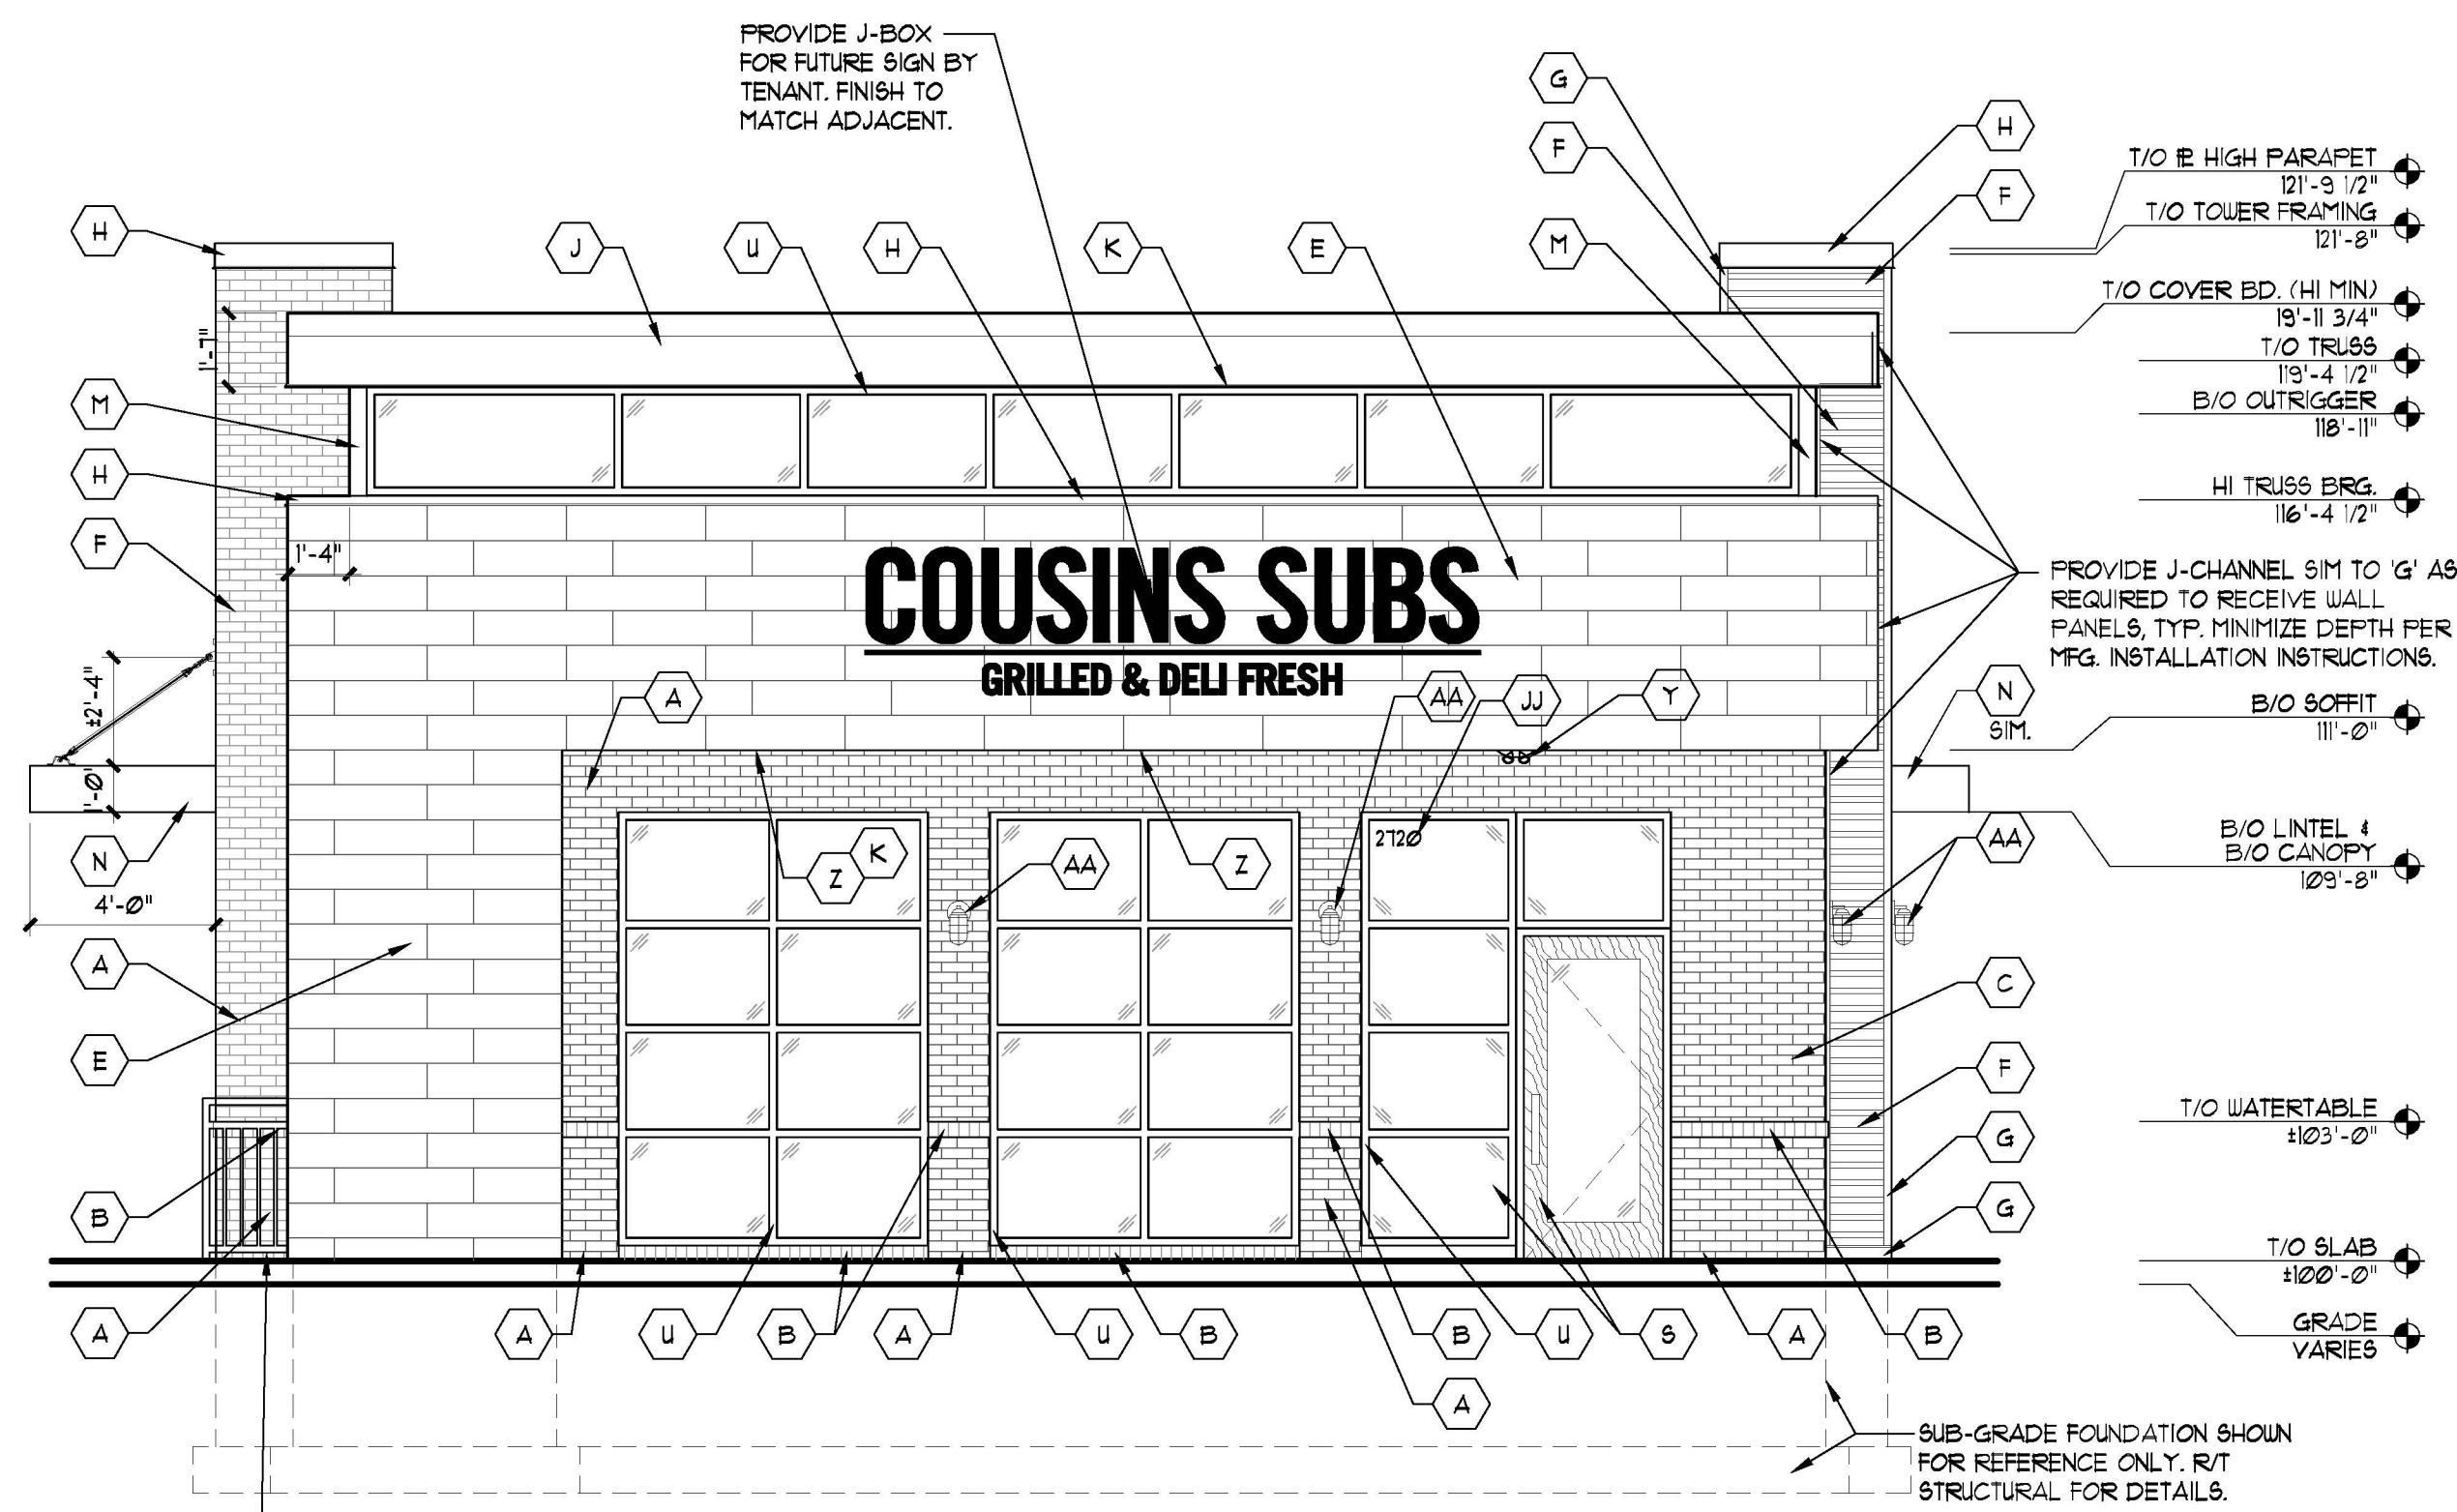 PROVIDE J-BOX
FOR FUTURE SIGN BY
TENANT. FINISH TO
MATCH ADJACENT.
G
F
M
H
F
H
J
U
H
K
E
T/O PL HIGH PARAPET
121'-9 1/2"
T/O TOWER FRAMING
121'-8"
T/O COVER BD. (HI MIN)
19'-11 3/4"
T/O TRUSS
119'-4 1/2"
B/O OUTRIGGER
118'-11"
HI TRUSS BRG.
116'-4 1/2"
1'-7"
M
H
F
1'-4"
COUSINS SUBS
GRILLED & DELI FRESH
PROVIDE J-CHANNEL SIM TO 'G' AS
REQUIRED TO RECEIVE WALL
PANELS, TYP. MINIMIZE DEPTH PER
MFG. INSTALLATION INSTRUCTIONS.
±2'-4"
1'-0"
A
AA
JJ
Y
N
SIM.
B/O SOFFIT
111'-0"
N
4'-0"
Z
K
AA
Z
2720
AA
B/O LINTEL &
B/O CANOPY
109'-8"
A
E
B
A
C
F
G
G
T/O WATERTABLE
±103'-0"
T/O SLAB
±100'-0"
GRADE
VARIES
A
U
B
A
U
B
B
U
S
A
B
A
SUB-GRADE FOUNDATION SHOWN
FOR REFERENCE ONLY. R/T
STRUCTURAL FOR DETAILS.